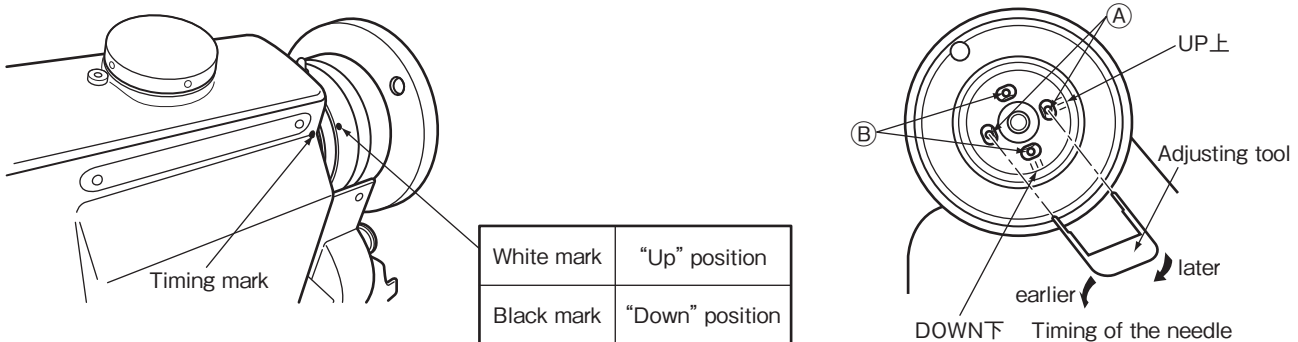 Timing mark
White mark "Up" position
Black mark "Down" position
Ⓐ
UP上
Ⓑ
Adjusting tool
later
earlier
DOWN下 Timing of the needle